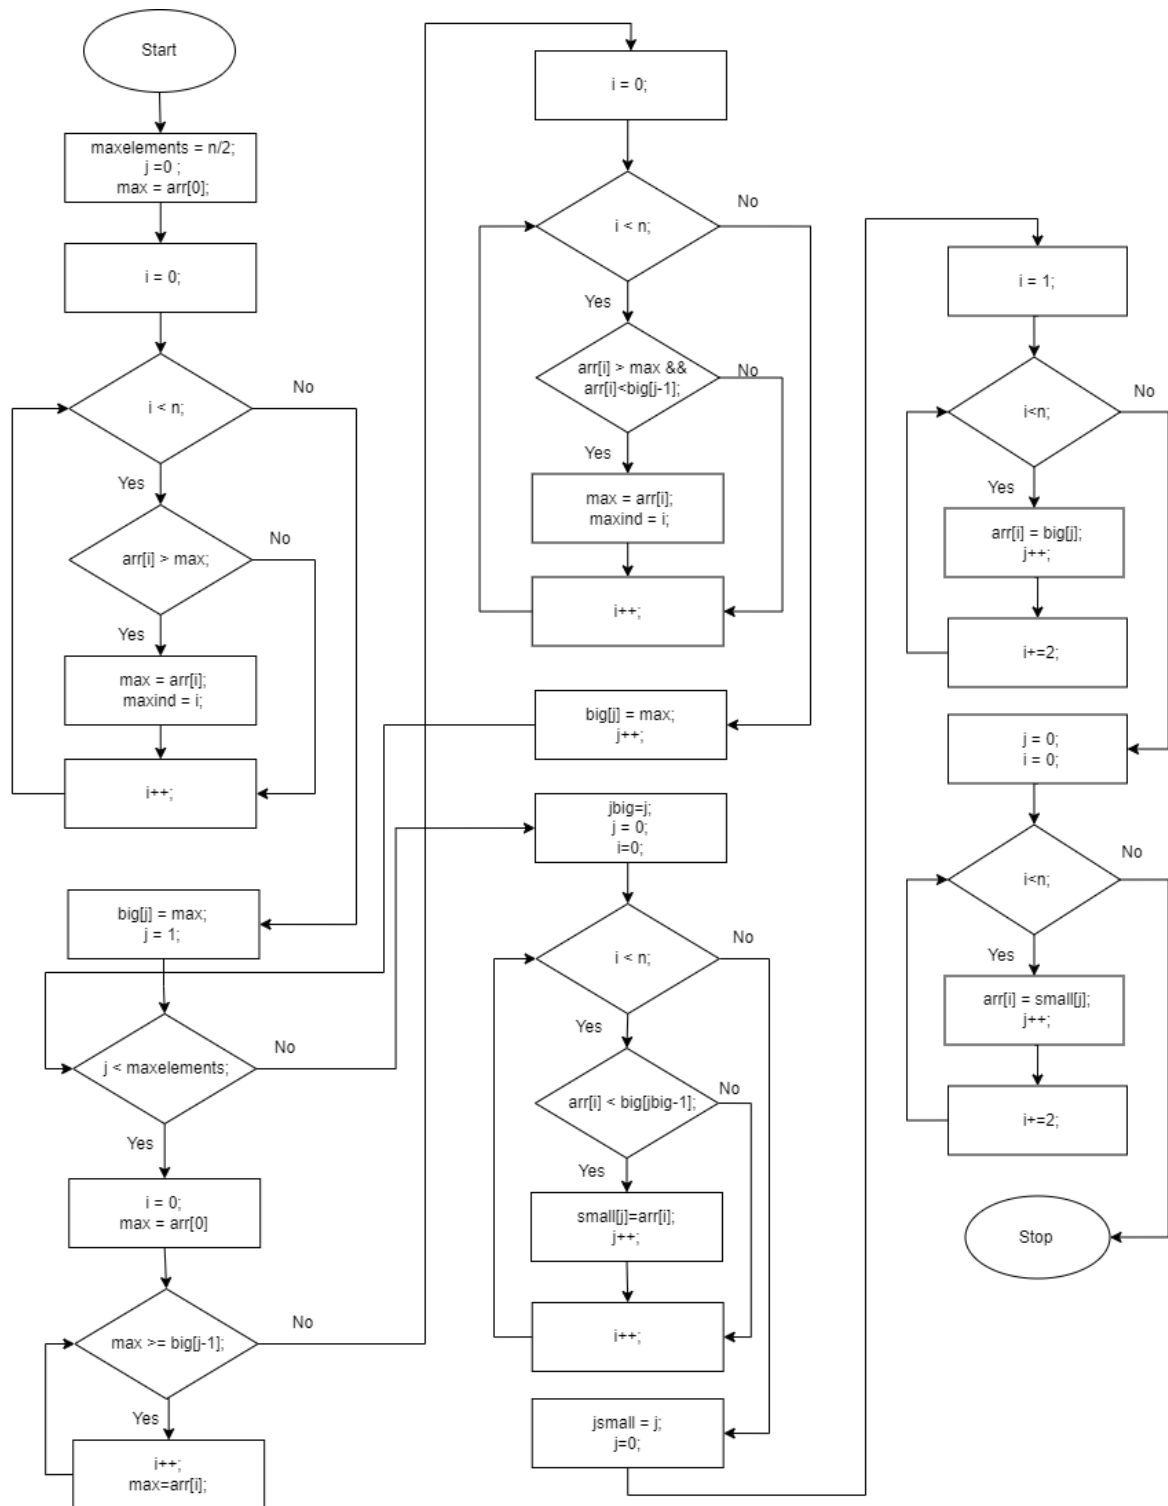 Start
maxelements = n/2;
j =0 ;
max = arr[0];
i = 0;
i < n;
No
Yes
arr[i] > max;
No
Yes
max = arr[i];
maxind = i;
i++;
big[j] = max;
j = 1;
j < maxelements;
No
Yes
i = 0;
max = arr[0]
max >= big[j-1];
No
Yes
i++;
max=arr[i];
i = 0;
i < n;
No
Yes
arr[i] > max &&
arr[i]<big[j-1];
No
Yes
max = arr[i];
maxind = i;
i++;
big[j] = max;
j++;
jbig=j;
j = 0;
i=0;
i < n;
No
Yes
arr[i] < big[jbig-1];
No
Yes
small[j]=arr[i];
j++;
i++;
jsmall = j;
j=0;
i = 1;
i<n;
No
Yes
arr[i] = big[j];
j++;
i+=2;
j = 0;
i = 0;
i<n;
No
Yes
arr[i] = small[j];
j++;
i+=2;
Stop